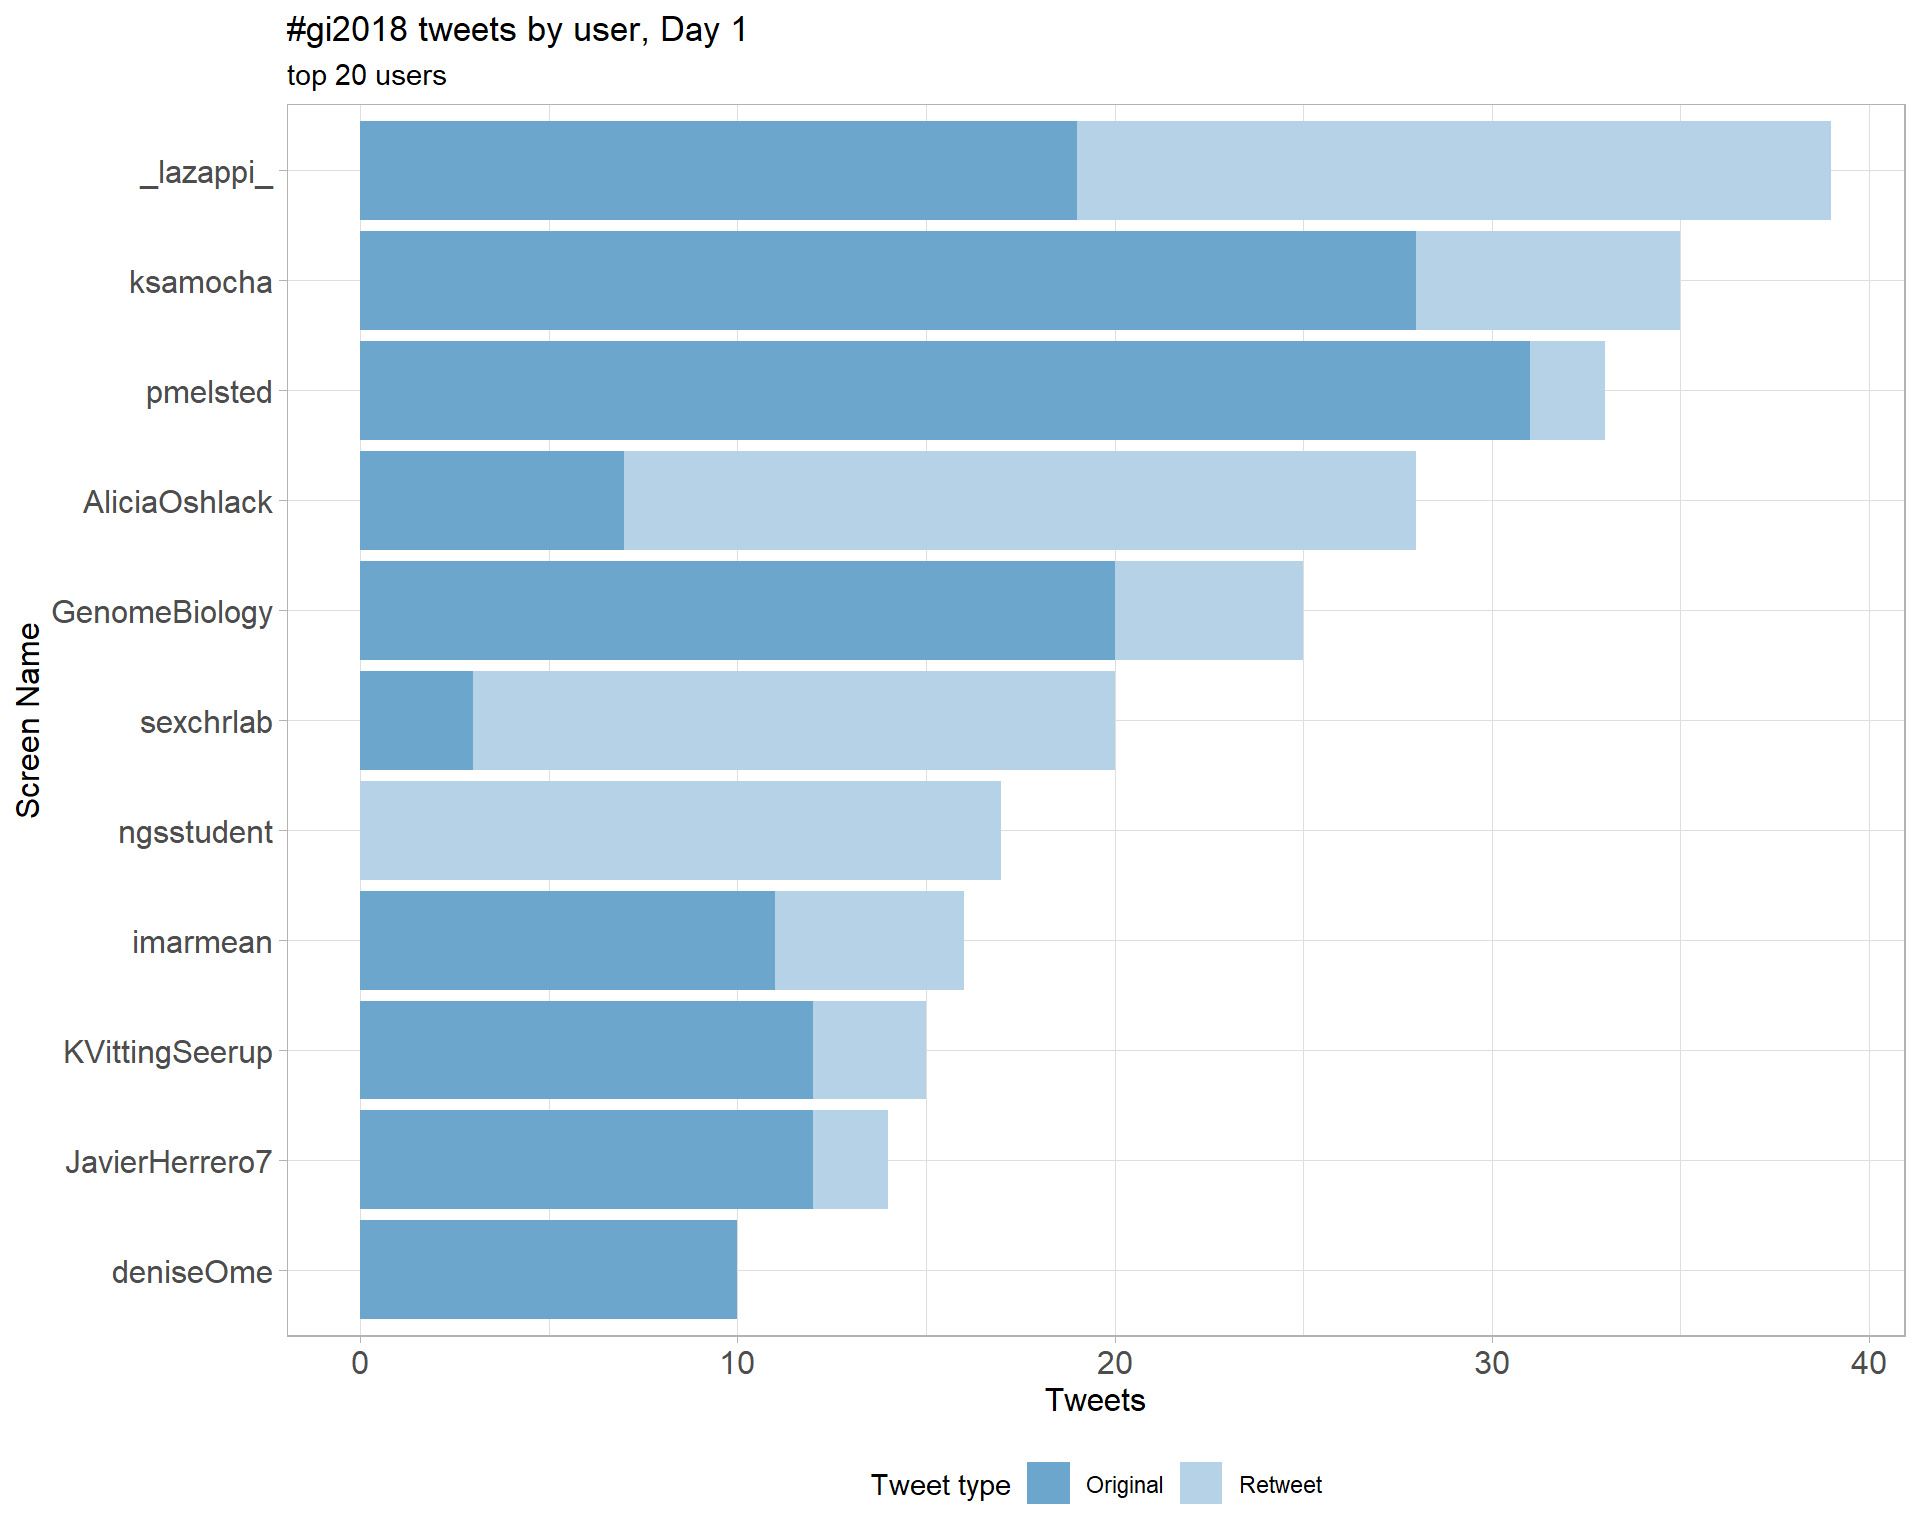 #gi2018 tweets by user, Day 1
top 20 users
_lazappi_
ksamocha
pmelsted
AliciaOshlack
GenomeBiology
sexchrlab
ngsstudent
imarmean
KVittingSeerup
JavierHerrero7
deniseOme
Screen Name
0 10 20 30 40
Tweets
Tweet type Original Retweet